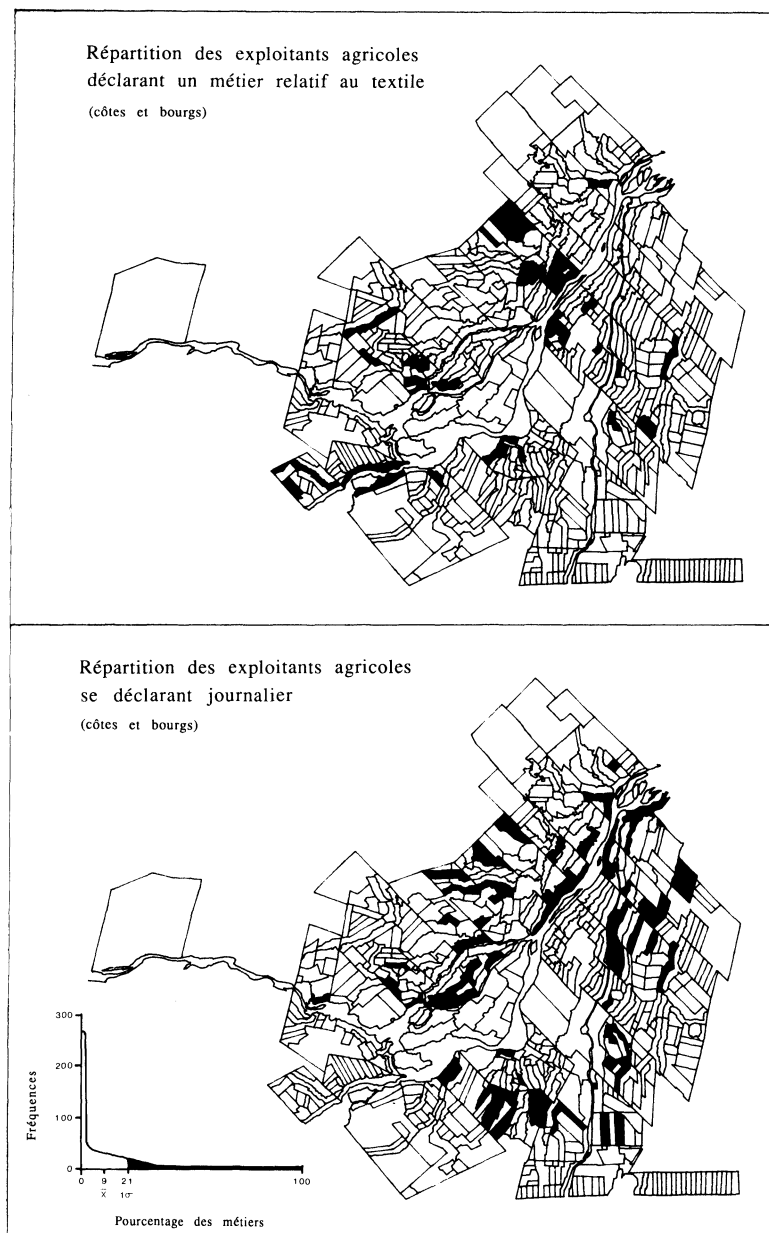 Répartition des exploitants agricoles
déclarant un métier relatif au textile
(côtes et bourgs)
Répartition des exploitants agricoles
se déclarant journalier
(côtes et bourgs)
300
200
100
0
Fréquences
0 9 21 100
x̄ 1σ
Pourcentage des métiers